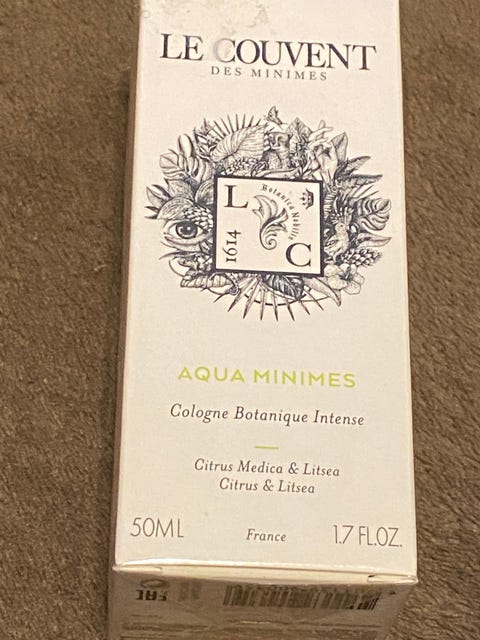 LE COUVENT
DES MINIMES
L
Botanica Nobilis
1614
C
AQUA MINIMES
Cologne Botanique Intense
Citrus Medica & Litsea
Citrus & Litsea
50ML
France
1.7 FL.OZ.
EAC